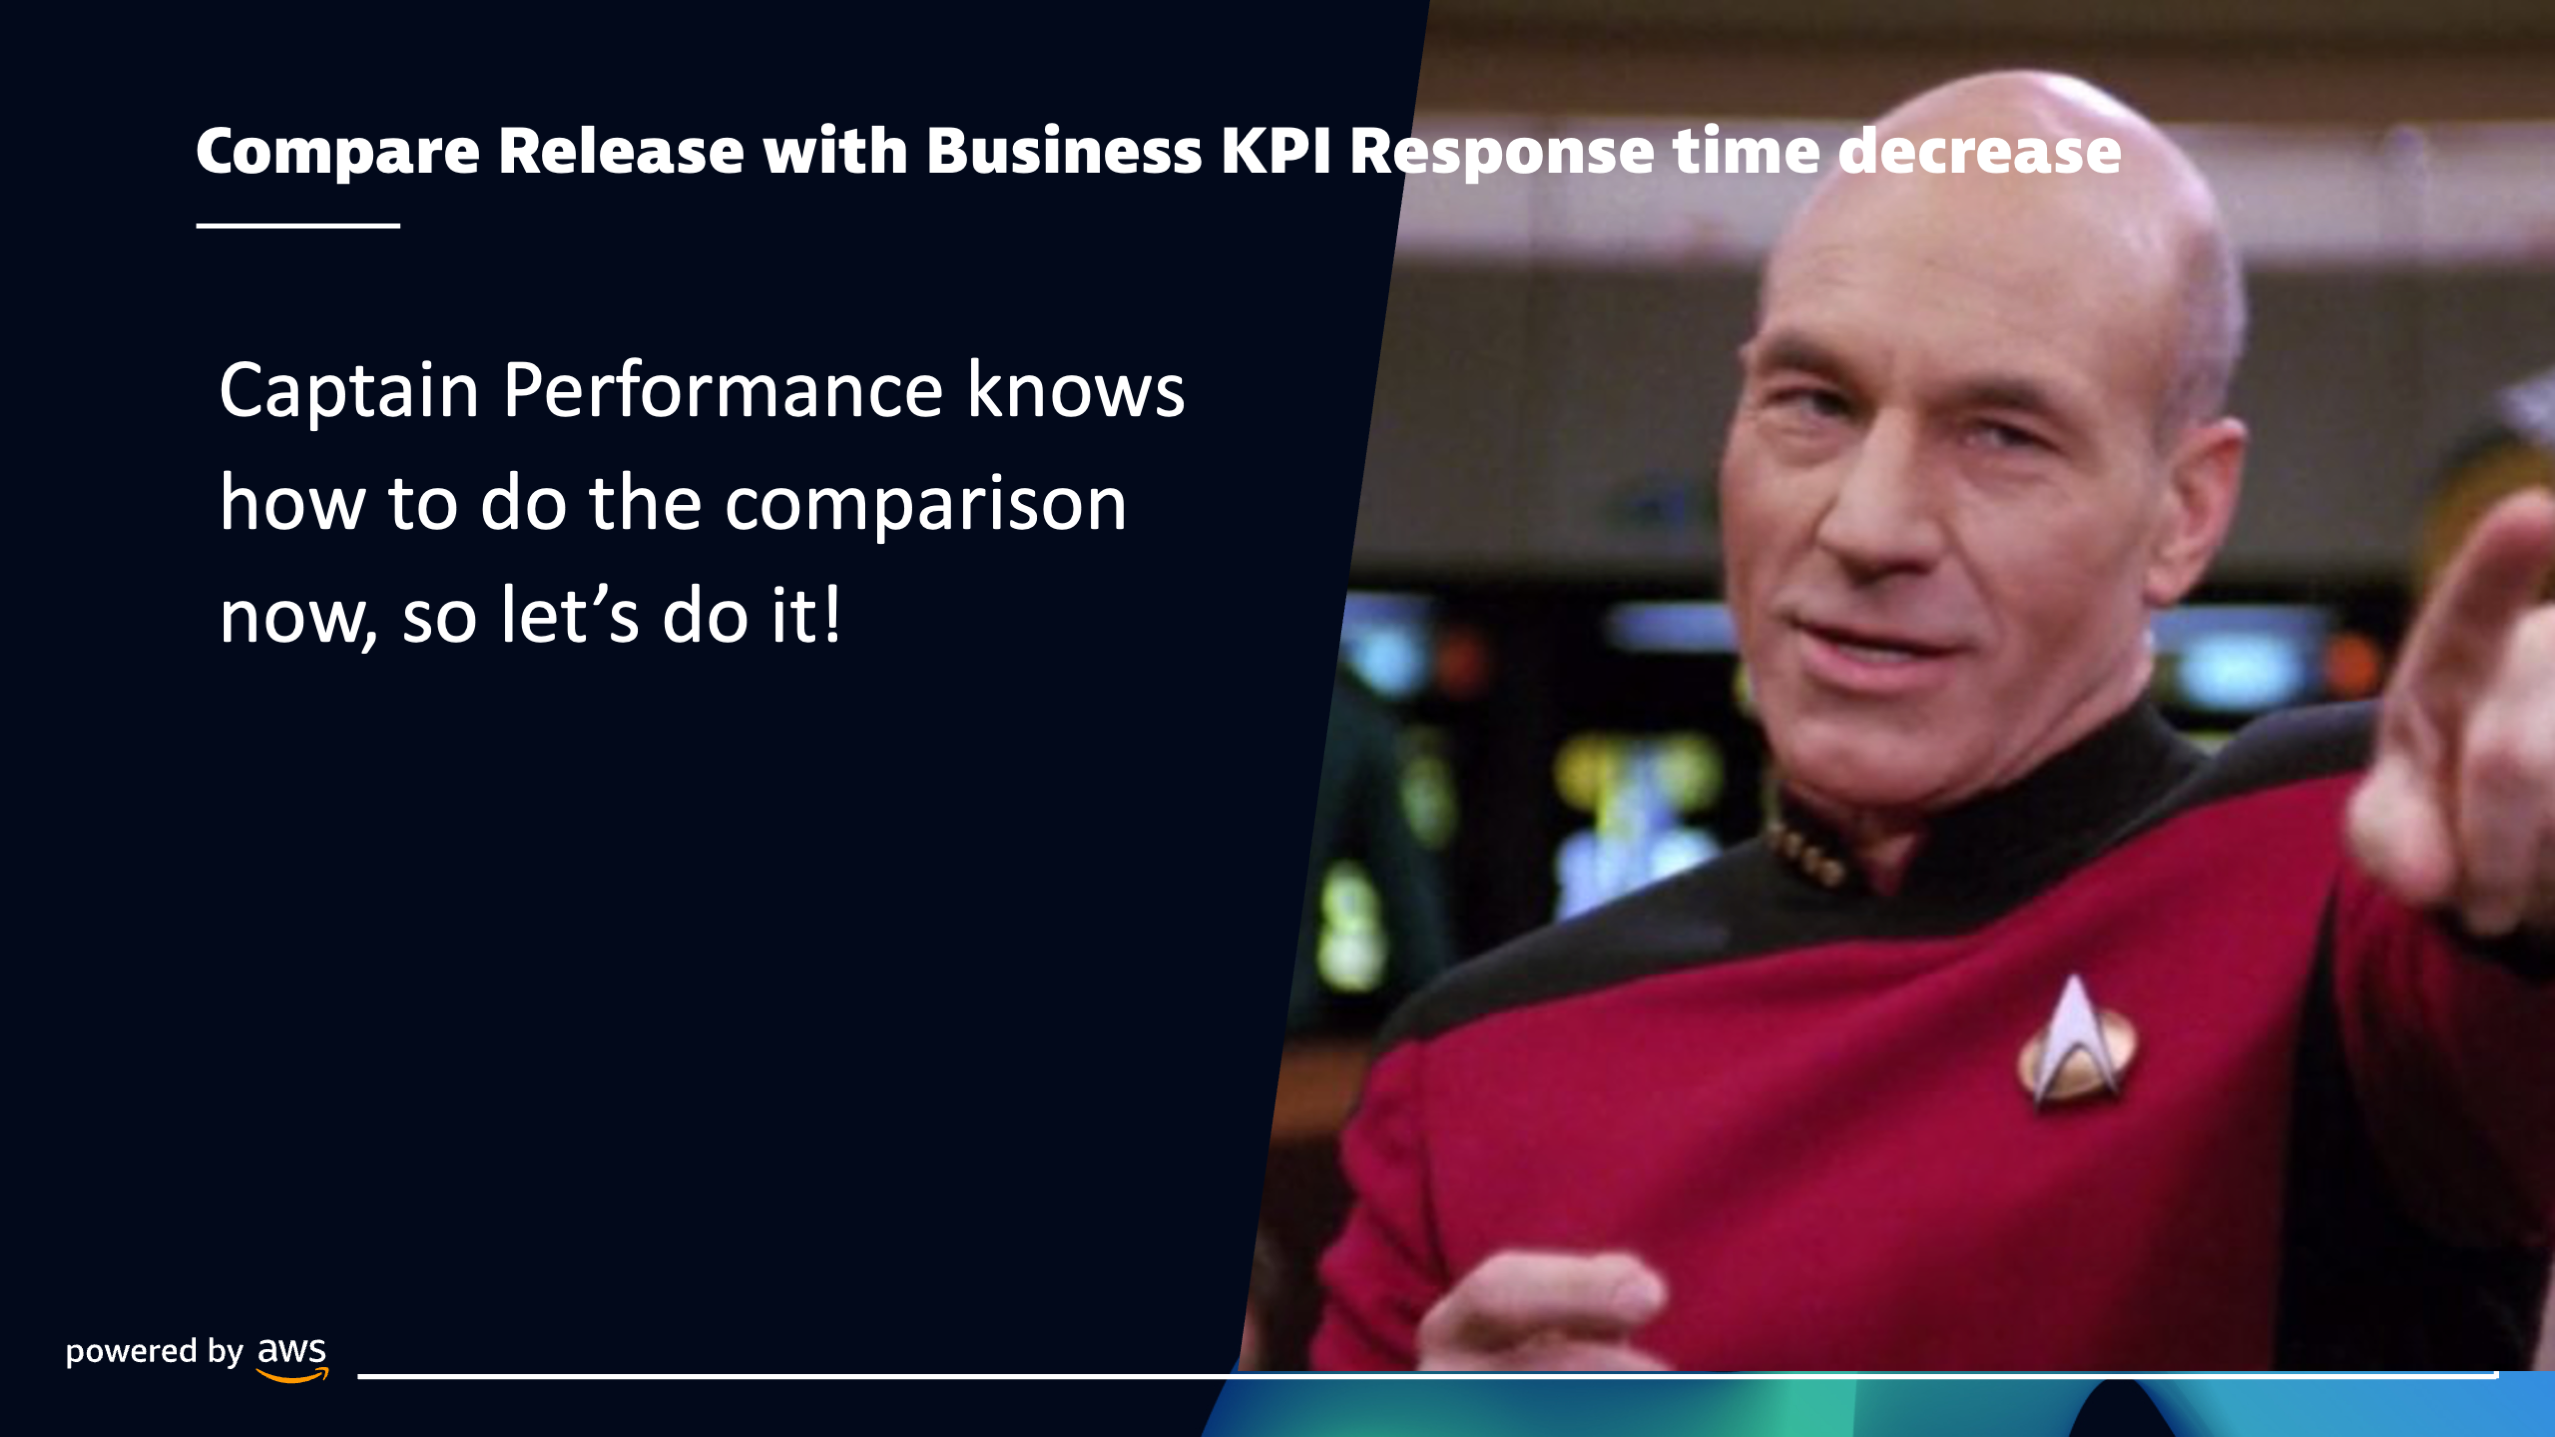 Compare Release with Business KPI Response time decrease
Captain Performance knows
how to do the comparison
now, so let’s do it!
powered by aws